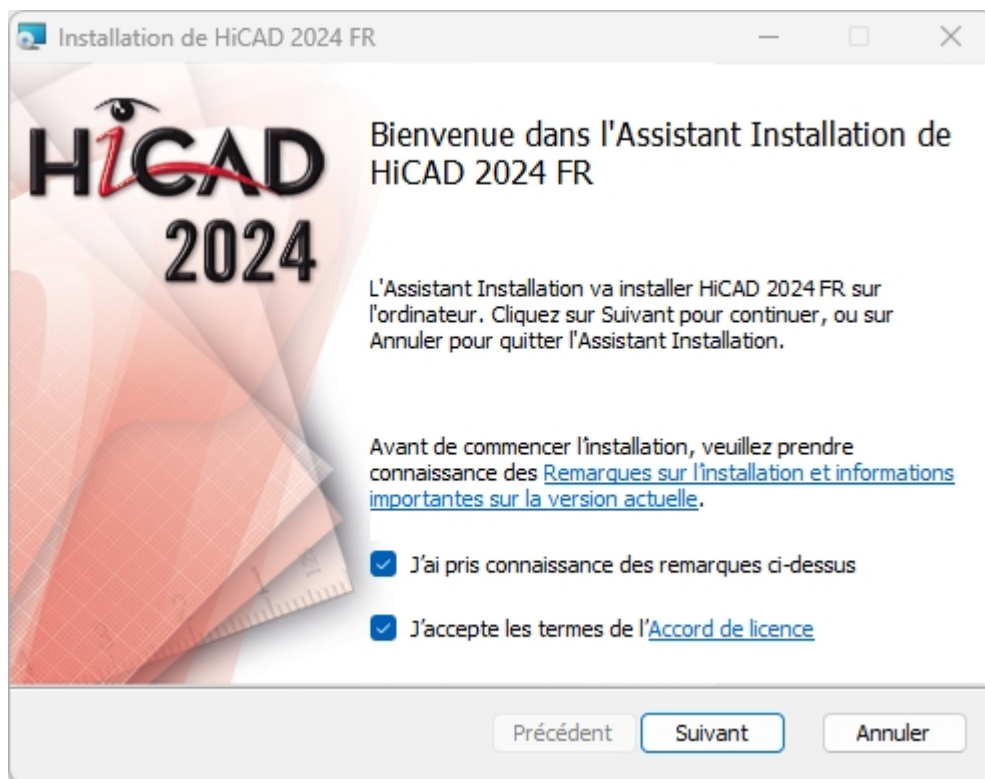 Installation de HiCAD 2024 FR
HiCAD
2024
Bienvenue dans l'Assistant Installation de
HiCAD 2024 FR
L'Assistant Installation va installer HiCAD 2024 FR sur
l'ordinateur. Cliquez sur Suivant pour continuer, ou sur
Annuler pour quitter l'Assistant Installation.
Avant de commencer l'installation, veuillez prendre
connaissance des Remarques sur l'installation et informations
importantes sur la version actuelle.
J'ai pris connaissance des remarques ci-dessus
J'accepte les termes de l'Accord de licence
Précédent
Suivant
Annuler